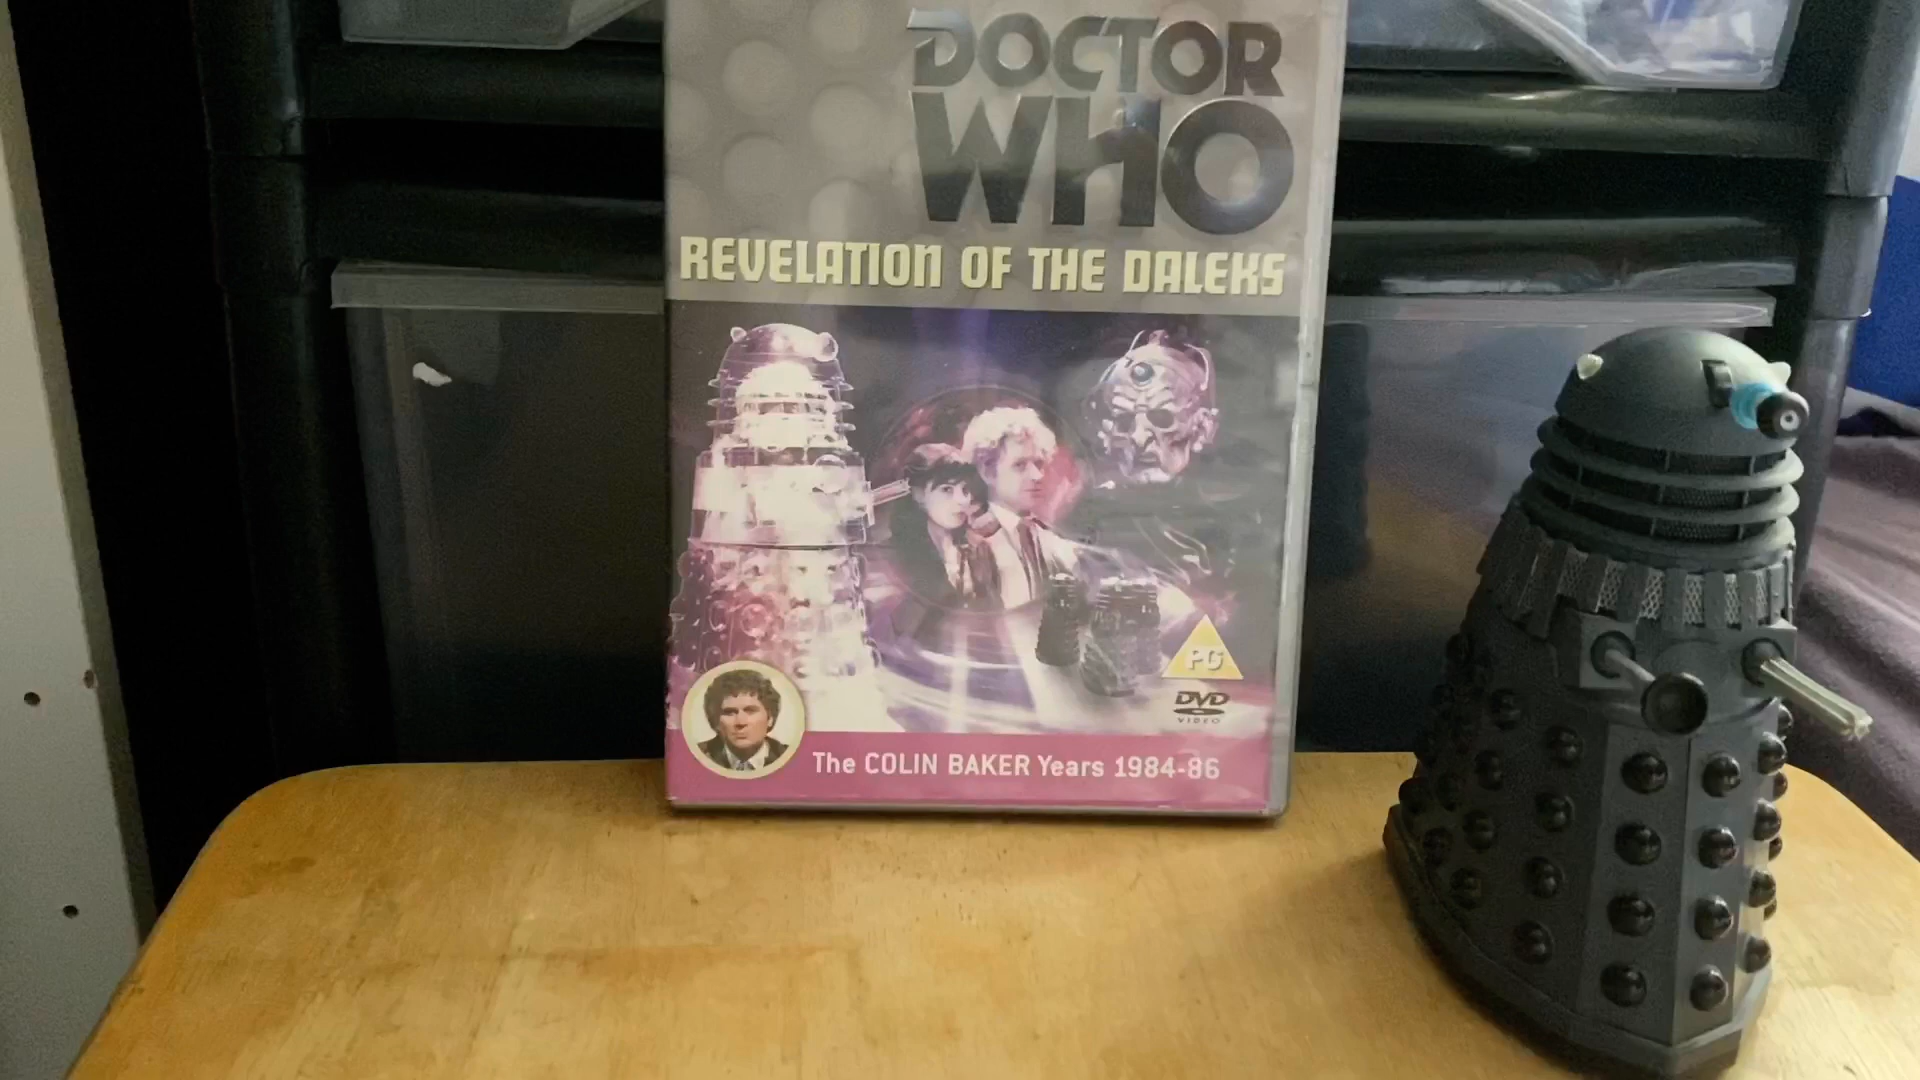 DOCTOR
WHO
REVELATION OF THE DALEKS
PG
DVD
VIDEO
The COLIN BAKER Years 1984-86